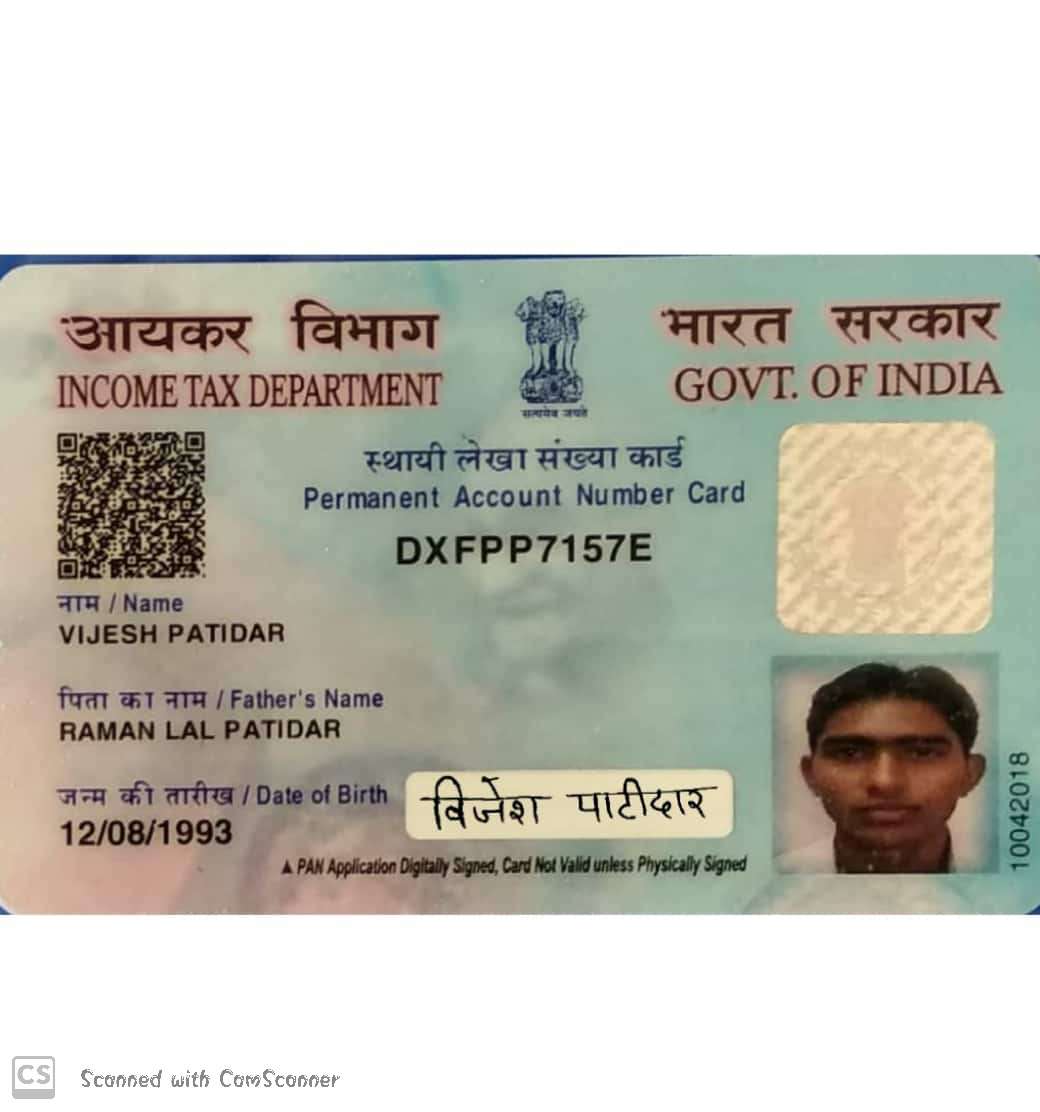 आयकर विभाग
INCOME TAX DEPARTMENT
सत्यमेव जयते
भारत सरकार
GOVT. OF INDIA
स्थायी लेखा संख्या कार्ड
Permanent Account Number Card
DXFPP7157E
नाम / Name
VIJESH PATIDAR
पिता का नाम / Father's Name
RAMAN LAL PATIDAR
जन्म की तारीख / Date of Birth
12/08/1993
विजेश पाटीदार
PAN Application Digitally Signed, Card Not Valid unless Physically Signed
10042018
CS Scanned with CamScanner